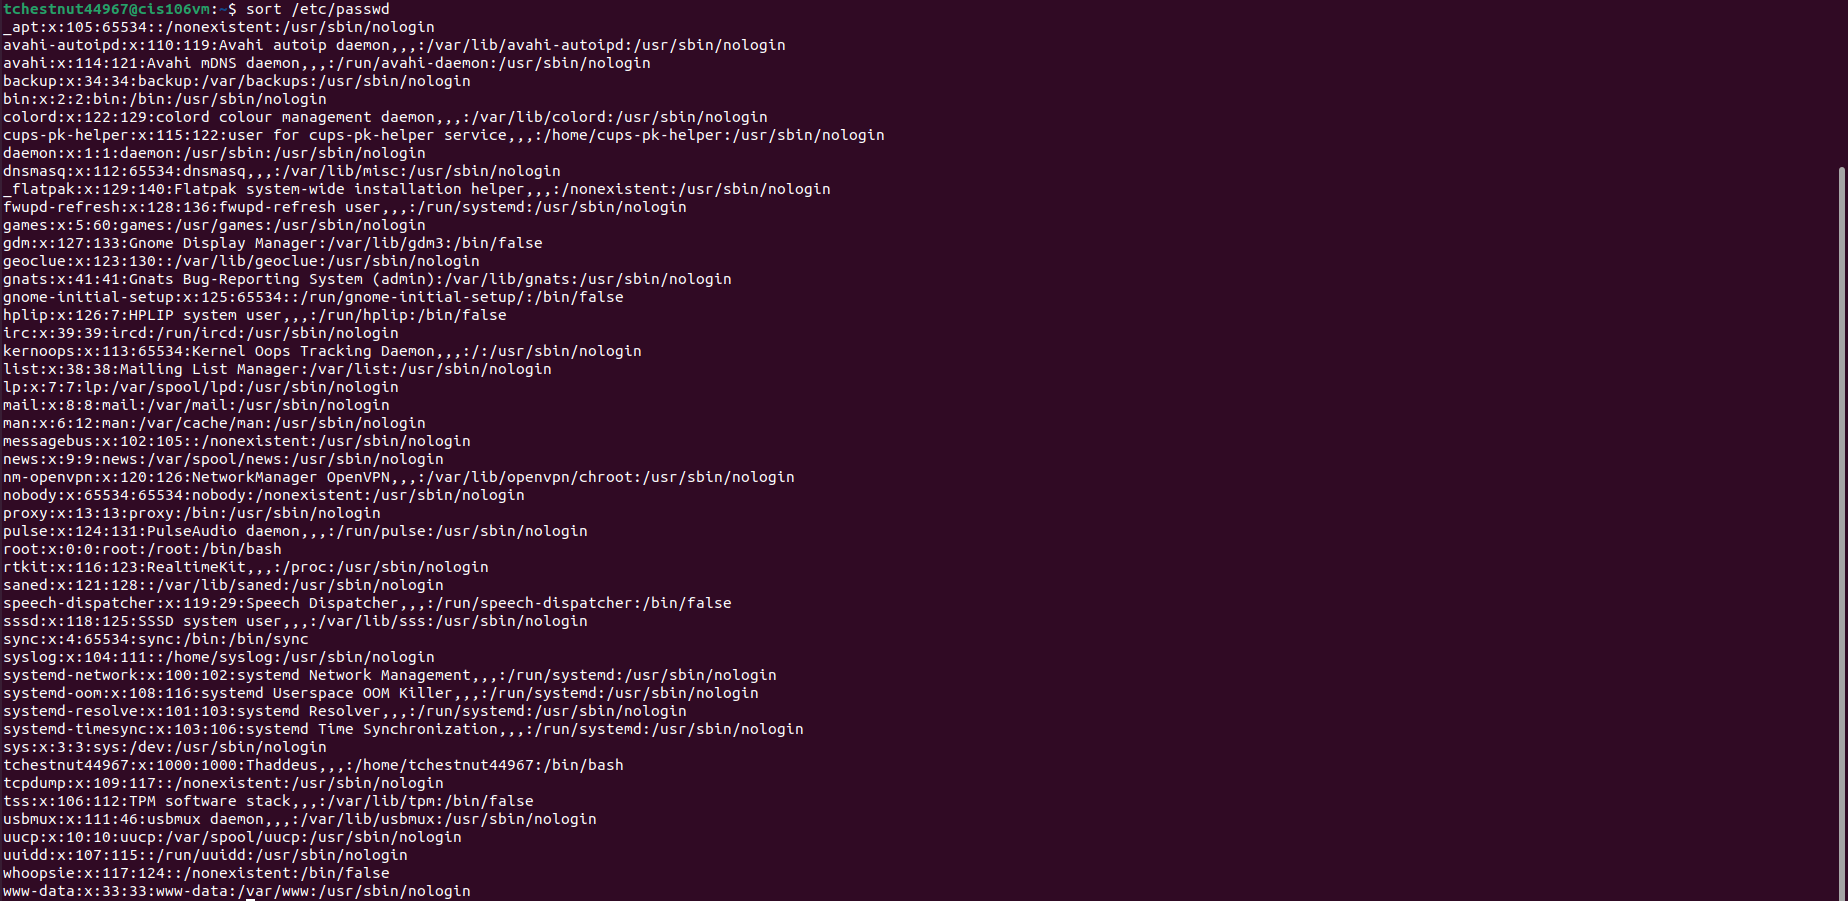 tchestnut44967@cis106vm:~$ sort /etc/passwd
_apt:x:105:65534::/nonexistent:/usr/sbin/nologin
avahi-autoipd:x:110:119:Avahi autoip daemon,,,:/var/lib/avahi-autoipd:/usr/sbin/nologin
avahi:x:114:121:Avahi mDNS daemon,,,:/run/avahi-daemon:/usr/sbin/nologin
backup:x:34:34:backup:/var/backups:/usr/sbin/nologin
bin:x:2:2:bin:/bin:/usr/sbin/nologin
colord:x:122:129:colord colour management daemon,,,:/var/lib/colord:/usr/sbin/nologin
cups-pk-helper:x:115:122:user for cups-pk-helper service,,,:/home/cups-pk-helper:/usr/sbin/nologin
daemon:x:1:1:daemon:/usr/sbin:/usr/sbin/nologin
dnsmasq:x:112:65534:dnsmasq,,,:/var/lib/misc:/usr/sbin/nologin
_flatpak:x:129:140:Flatpak system-wide installation helper,,,:/nonexistent:/usr/sbin/nologin
fwupd-refresh:x:128:136:fwupd-refresh user,,,:/run/systemd:/usr/sbin/nologin
games:x:5:60:games:/usr/games:/usr/sbin/nologin
gdm:x:127:133:Gnome Display Manager:/var/lib/gdm3:/bin/false
geoclue:x:123:130::/var/lib/geoclue:/usr/sbin/nologin
gnats:x:41:41:Gnats Bug-Reporting System (admin):/var/lib/gnats:/usr/sbin/nologin
gnome-initial-setup:x:125:65534::/run/gnome-initial-setup/:/bin/false
hplip:x:126:7:HPLIP system user,,,:/run/hplip:/bin/false
irc:x:39:39:ircd:/run/ircd:/usr/sbin/nologin
kernoops:x:113:65534:Kernel Oops Tracking Daemon,,,:/:/usr/sbin/nologin
list:x:38:38:Mailing List Manager:/var/list:/usr/sbin/nologin
lp:x:7:7:lp:/var/spool/lpd:/usr/sbin/nologin
mail:x:8:8:mail:/var/mail:/usr/sbin/nologin
man:x:6:12:man:/var/cache/man:/usr/sbin/nologin
messagebus:x:102:105::/nonexistent:/usr/sbin/nologin
news:x:9:9:news:/var/spool/news:/usr/sbin/nologin
nm-openvpn:x:120:126:NetworkManager OpenVPN,,,:/var/lib/openvpn/chroot:/usr/sbin/nologin
nobody:x:65534:65534:nobody:/nonexistent:/usr/sbin/nologin
proxy:x:13:13:proxy:/bin:/usr/sbin/nologin
pulse:x:124:131:PulseAudio daemon,,,:/run/pulse:/usr/sbin/nologin
root:x:0:0:root:/root:/bin/bash
rtkit:x:116:123:RealtimeKit,,,:/proc:/usr/sbin/nologin
saned:x:121:128::/var/lib/saned:/usr/sbin/nologin
speech-dispatcher:x:119:29:Speech Dispatcher,,,:/run/speech-dispatcher:/bin/false
sssd:x:118:125:SSSD system user,,,:/var/lib/sss:/usr/sbin/nologin
sync:x:4:65534:sync:/bin:/bin/sync
syslog:x:104:111::/home/syslog:/usr/sbin/nologin
systemd-network:x:100:102:systemd Network Management,,,:/run/systemd:/usr/sbin/nologin
systemd-oom:x:108:116:systemd Userspace OOM Killer,,,:/run/systemd:/usr/sbin/nologin
systemd-resolve:x:101:103:systemd Resolver,,,:/run/systemd:/usr/sbin/nologin
systemd-timesync:x:103:106:systemd Time Synchronization,,,:/run/systemd:/usr/sbin/nologin
sys:x:3:3:sys:/dev:/usr/sbin/nologin
tchestnut44967:x:1000:1000:Thaddeus,,,:/home/tchestnut44967:/bin/bash
tcpdump:x:109:117::/nonexistent:/usr/sbin/nologin
tss:x:106:112:TPM software stack,,,:/var/lib/tpm:/bin/false
usbmux:x:111:46:usbmux daemon,,,:/var/lib/usbmux:/usr/sbin/nologin
uucp:x:10:10:uucp:/var/spool/uucp:/usr/sbin/nologin
uuidd:x:107:115::/run/uuidd:/usr/sbin/nologin
whoopsie:x:117:124::/nonexistent:/bin/false
www-data:x:33:33:www-data:/var/www:/usr/sbin/nologin